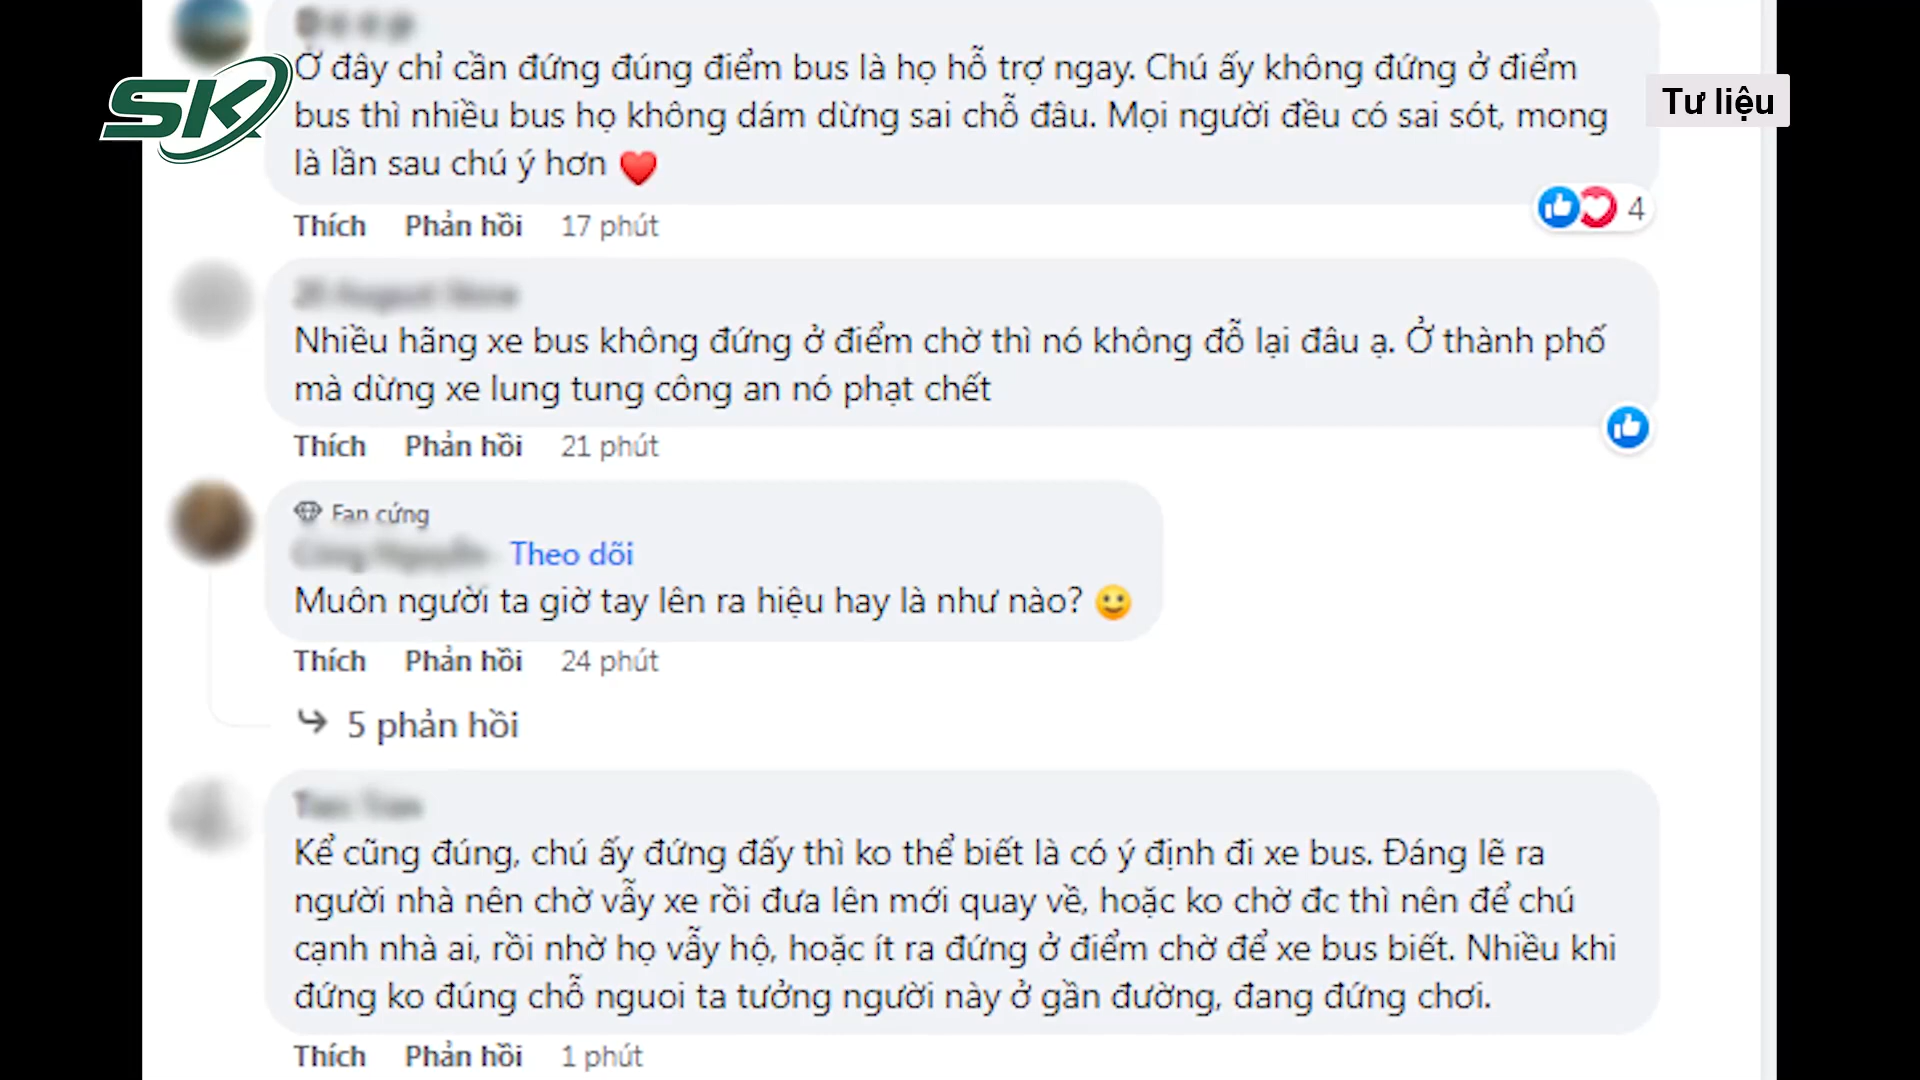 SK
Tư liệu
Ở đây chỉ cần đứng đúng điểm bus là họ hỗ trợ ngay. Chú ấy không đứng ở điểm
bus thì nhiều bus họ không dám dừng sai chỗ đâu. Mọi người đều có sai sót, mong
là lần sau chú ý hơn ❤️
Thích Phản hồi 17 phút
4
Nhiều hãng xe bus không đứng ở điểm chờ thì nó không đỗ lại đâu ạ. Ở thành phố
mà dừng xe lung tung công an nó phạt chết
Thích Phản hồi 21 phút
Fan cứng
Theo dõi
Muôn người ta giờ tay lên ra hiệu hay là như nào? 🙂
Thích Phản hồi 24 phút
5 phản hồi
Kể cũng đúng, chú ấy đứng đấy thì ko thể biết là có ý định đi xe bus. Đáng lẽ ra
người nhà nên chờ vẫy xe rồi đưa lên mới quay về, hoặc ko chờ đc thì nên để chú
cạnh nhà ai, rồi nhờ họ vẫy hộ, hoặc ít ra đứng ở điểm chờ để xe bus biết. Nhiều khi
đứng ko đúng chỗ nguoi ta tưởng người này ở gần đường, đang đứng chơi.
Thích Phản hồi 1 phút